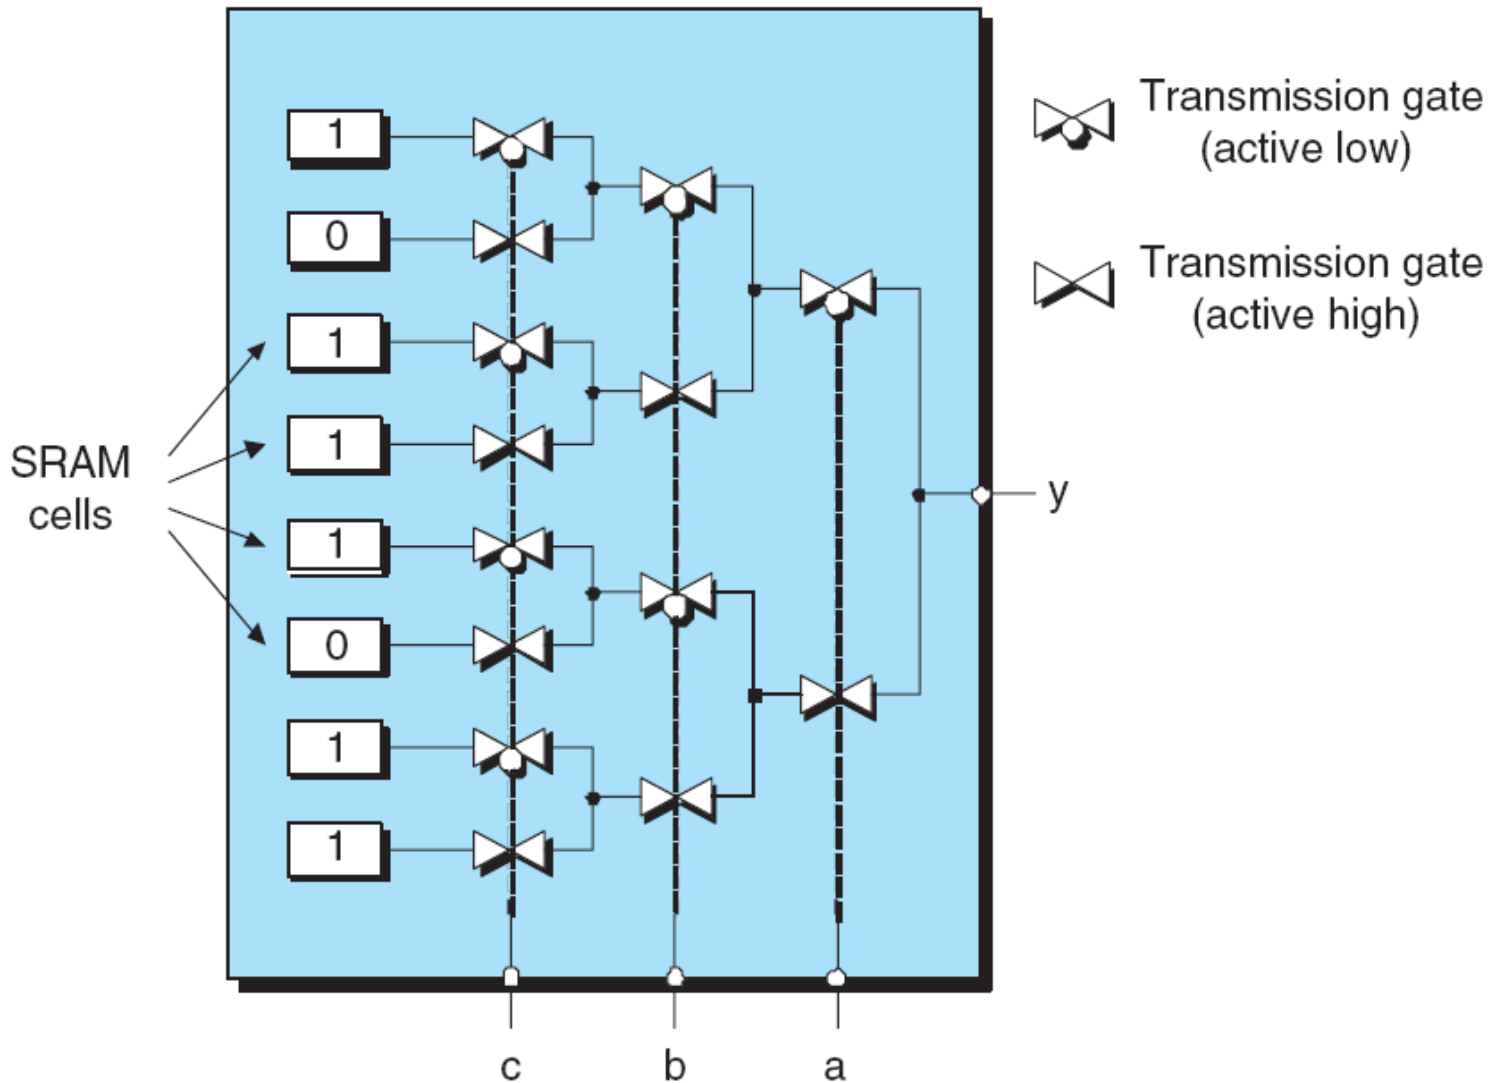 Transmission gate
(active low)
Transmission gate
(active high)
1
0
1
1
1
0
1
1
SRAM
cells
y
c b a